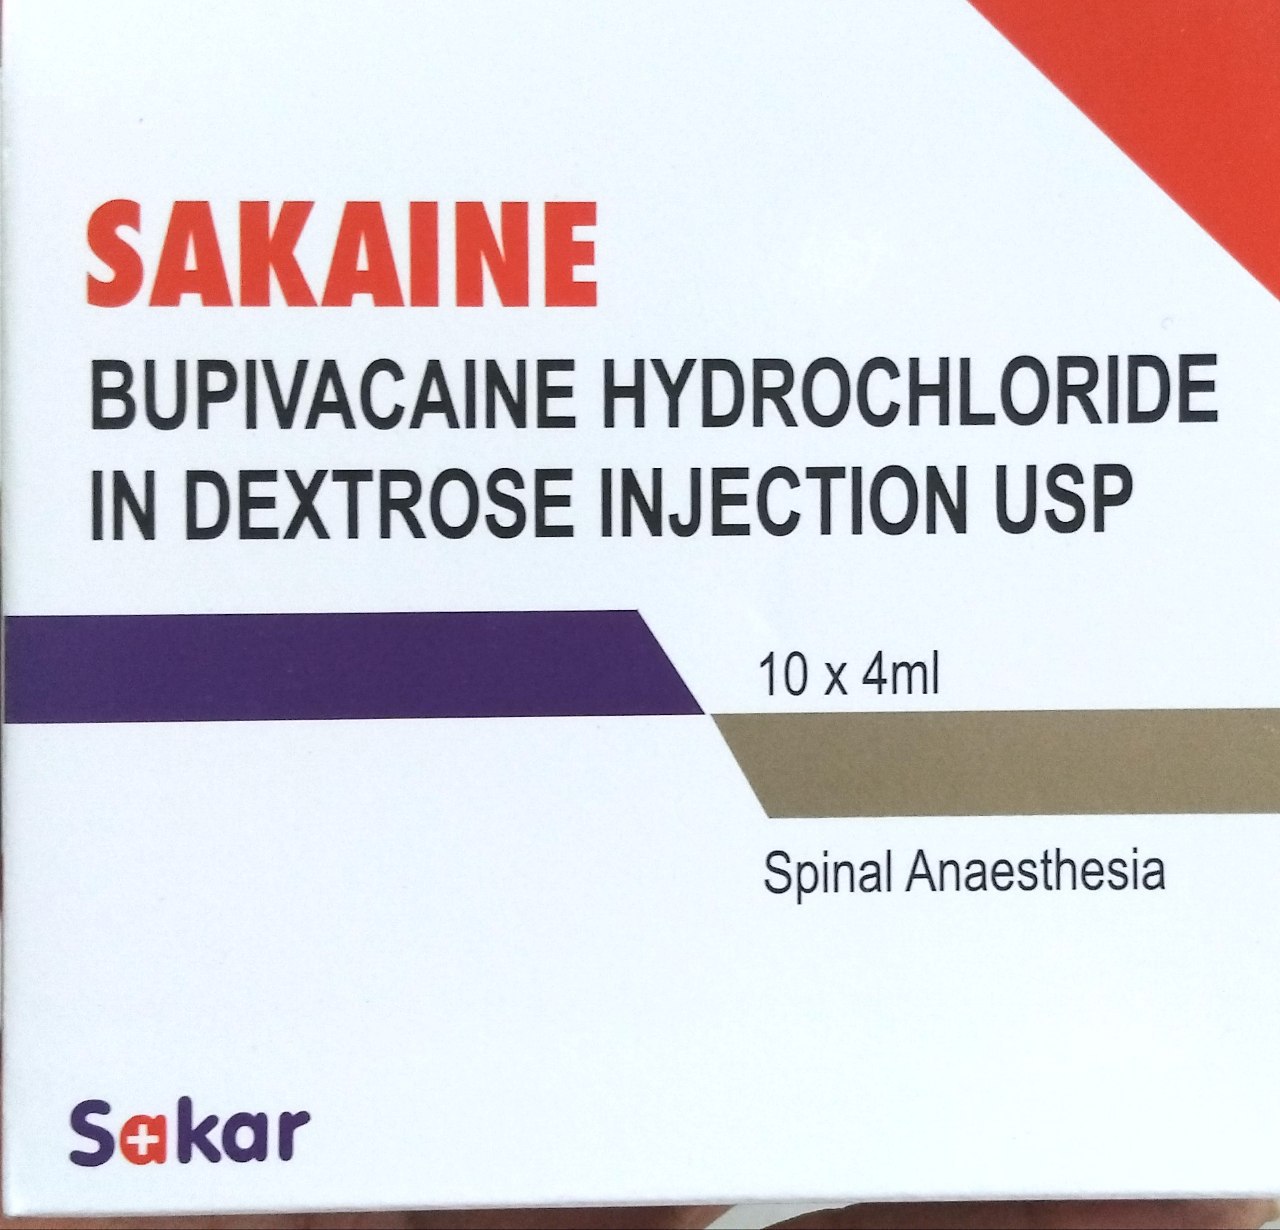 SAKAINE
BUPIVACAINE HYDROCHLORIDE
IN DEXTROSE INJECTION USP
10 x 4ml
Spinal Anaesthesia
Sakar